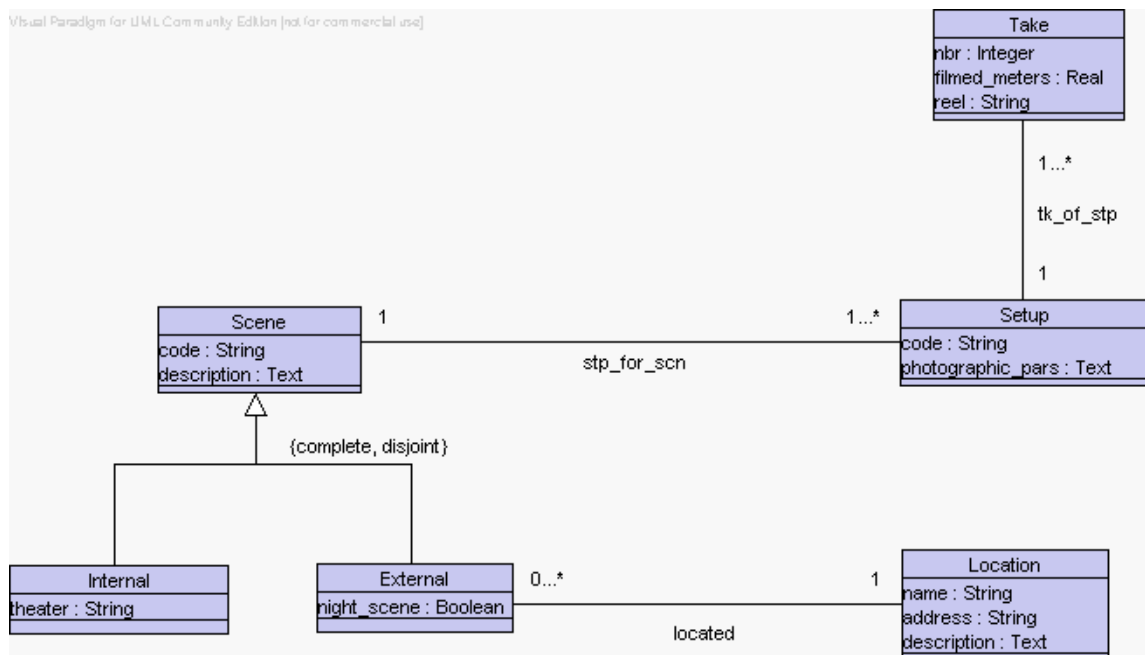 Visual Paradigm for UML Community Edition [not for commercial use]
Take
nbr : Integer
filmed_meters : Real
reel : String
1...*
tk_of_stp
1
Scene
code : String
description : Text
1
1...*
stp_for_scn
Setup
code : String
photographic_pars : Text
{complete, disjoint}
Internal
theater : String
External
night_scene : Boolean
0...*
1
located
Location
name : String
address : String
description : Text